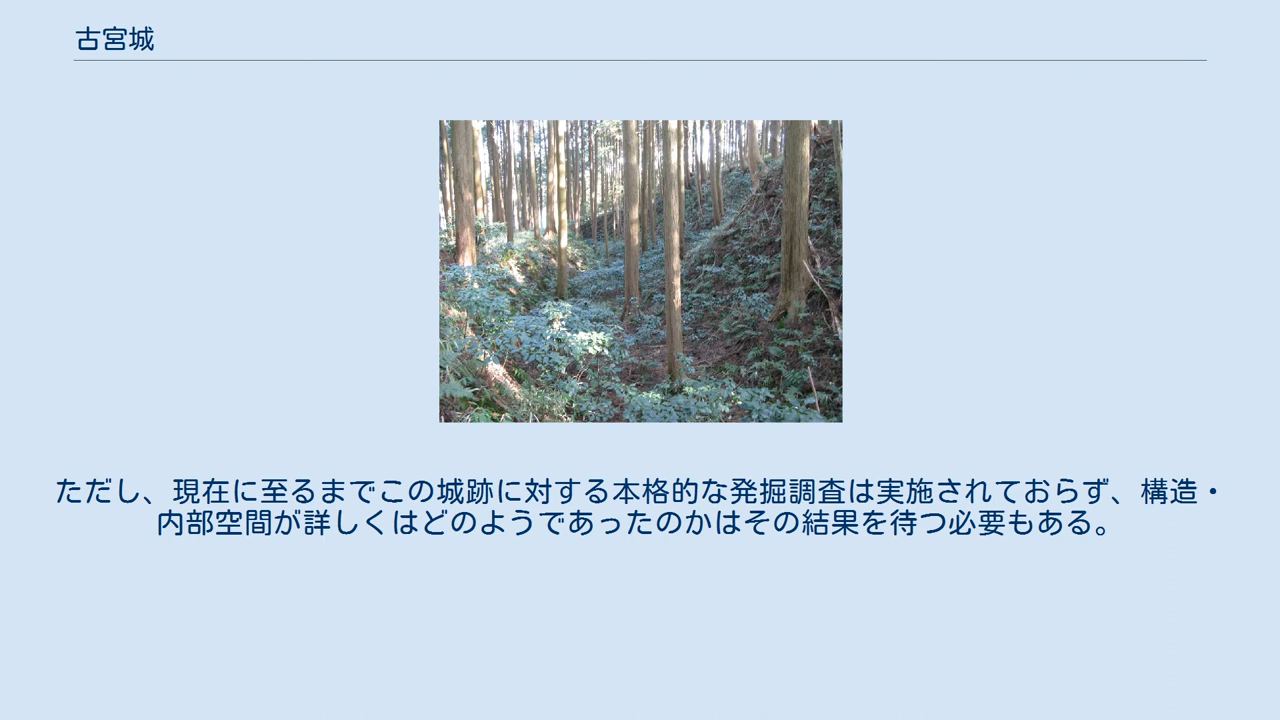 古宮城
ただし、現在に至るまでこの城跡に対する本格的な発掘調査は実施されておらず、構造・
内部空間が詳しくはどのようであったのかはその結果を待つ必要もある。